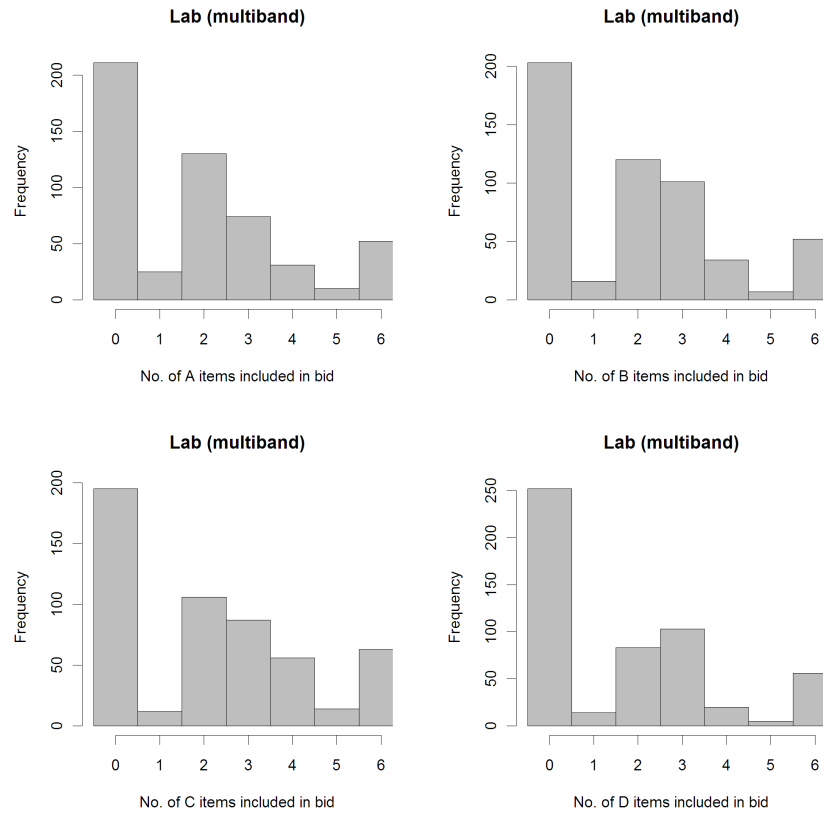 Lab (multiband)
Frequency
200
150
100
50
0
0 1 2 3 4 5 6
No. of A items included in bid
Lab (multiband)
Frequency
200
150
100
50
0
0 1 2 3 4 5 6
No. of B items included in bid
Lab (multiband)
Frequency
200
150
100
50
0
0 1 2 3 4 5 6
No. of C items included in bid
Lab (multiband)
Frequency
250
200
150
100
50
0
0 1 2 3 4 5 6
No. of D items included in bid